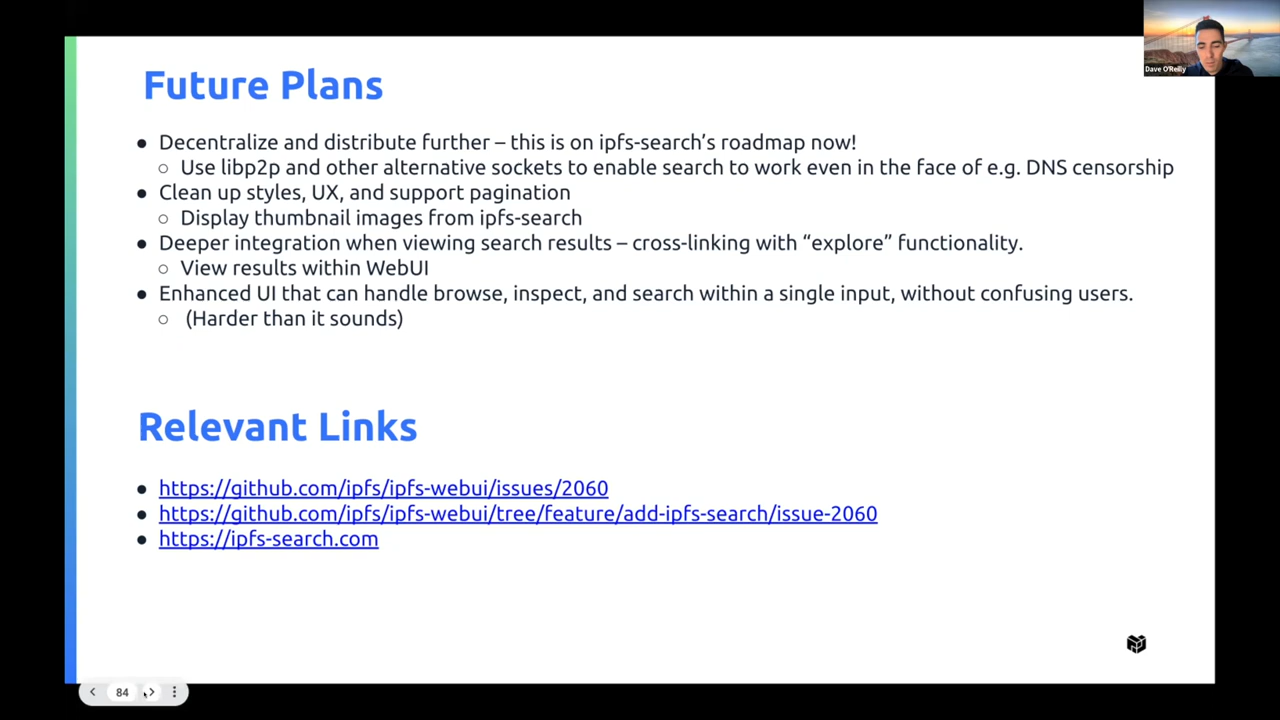 Dave O'Reilly
Future Plans
● Decentralize and distribute further – this is on ipfs-search’s roadmap now!
○ Use libp2p and other alternative sockets to enable search to work even in the face of e.g. DNS censorship
● Clean up styles, UX, and support pagination
○ Display thumbnail images from ipfs-search
● Deeper integration when viewing search results – cross-linking with “explore” functionality.
○ View results within WebUI
● Enhanced UI that can handle browse, inspect, and search within a single input, without confusing users.
○ (Harder than it sounds)
Relevant Links
● https://github.com/ipfs/ipfs-webui/issues/2060
● https://github.com/ipfs/ipfs-webui/tree/feature/add-ipfs-search/issue-2060
● https://ipfs-search.com
84